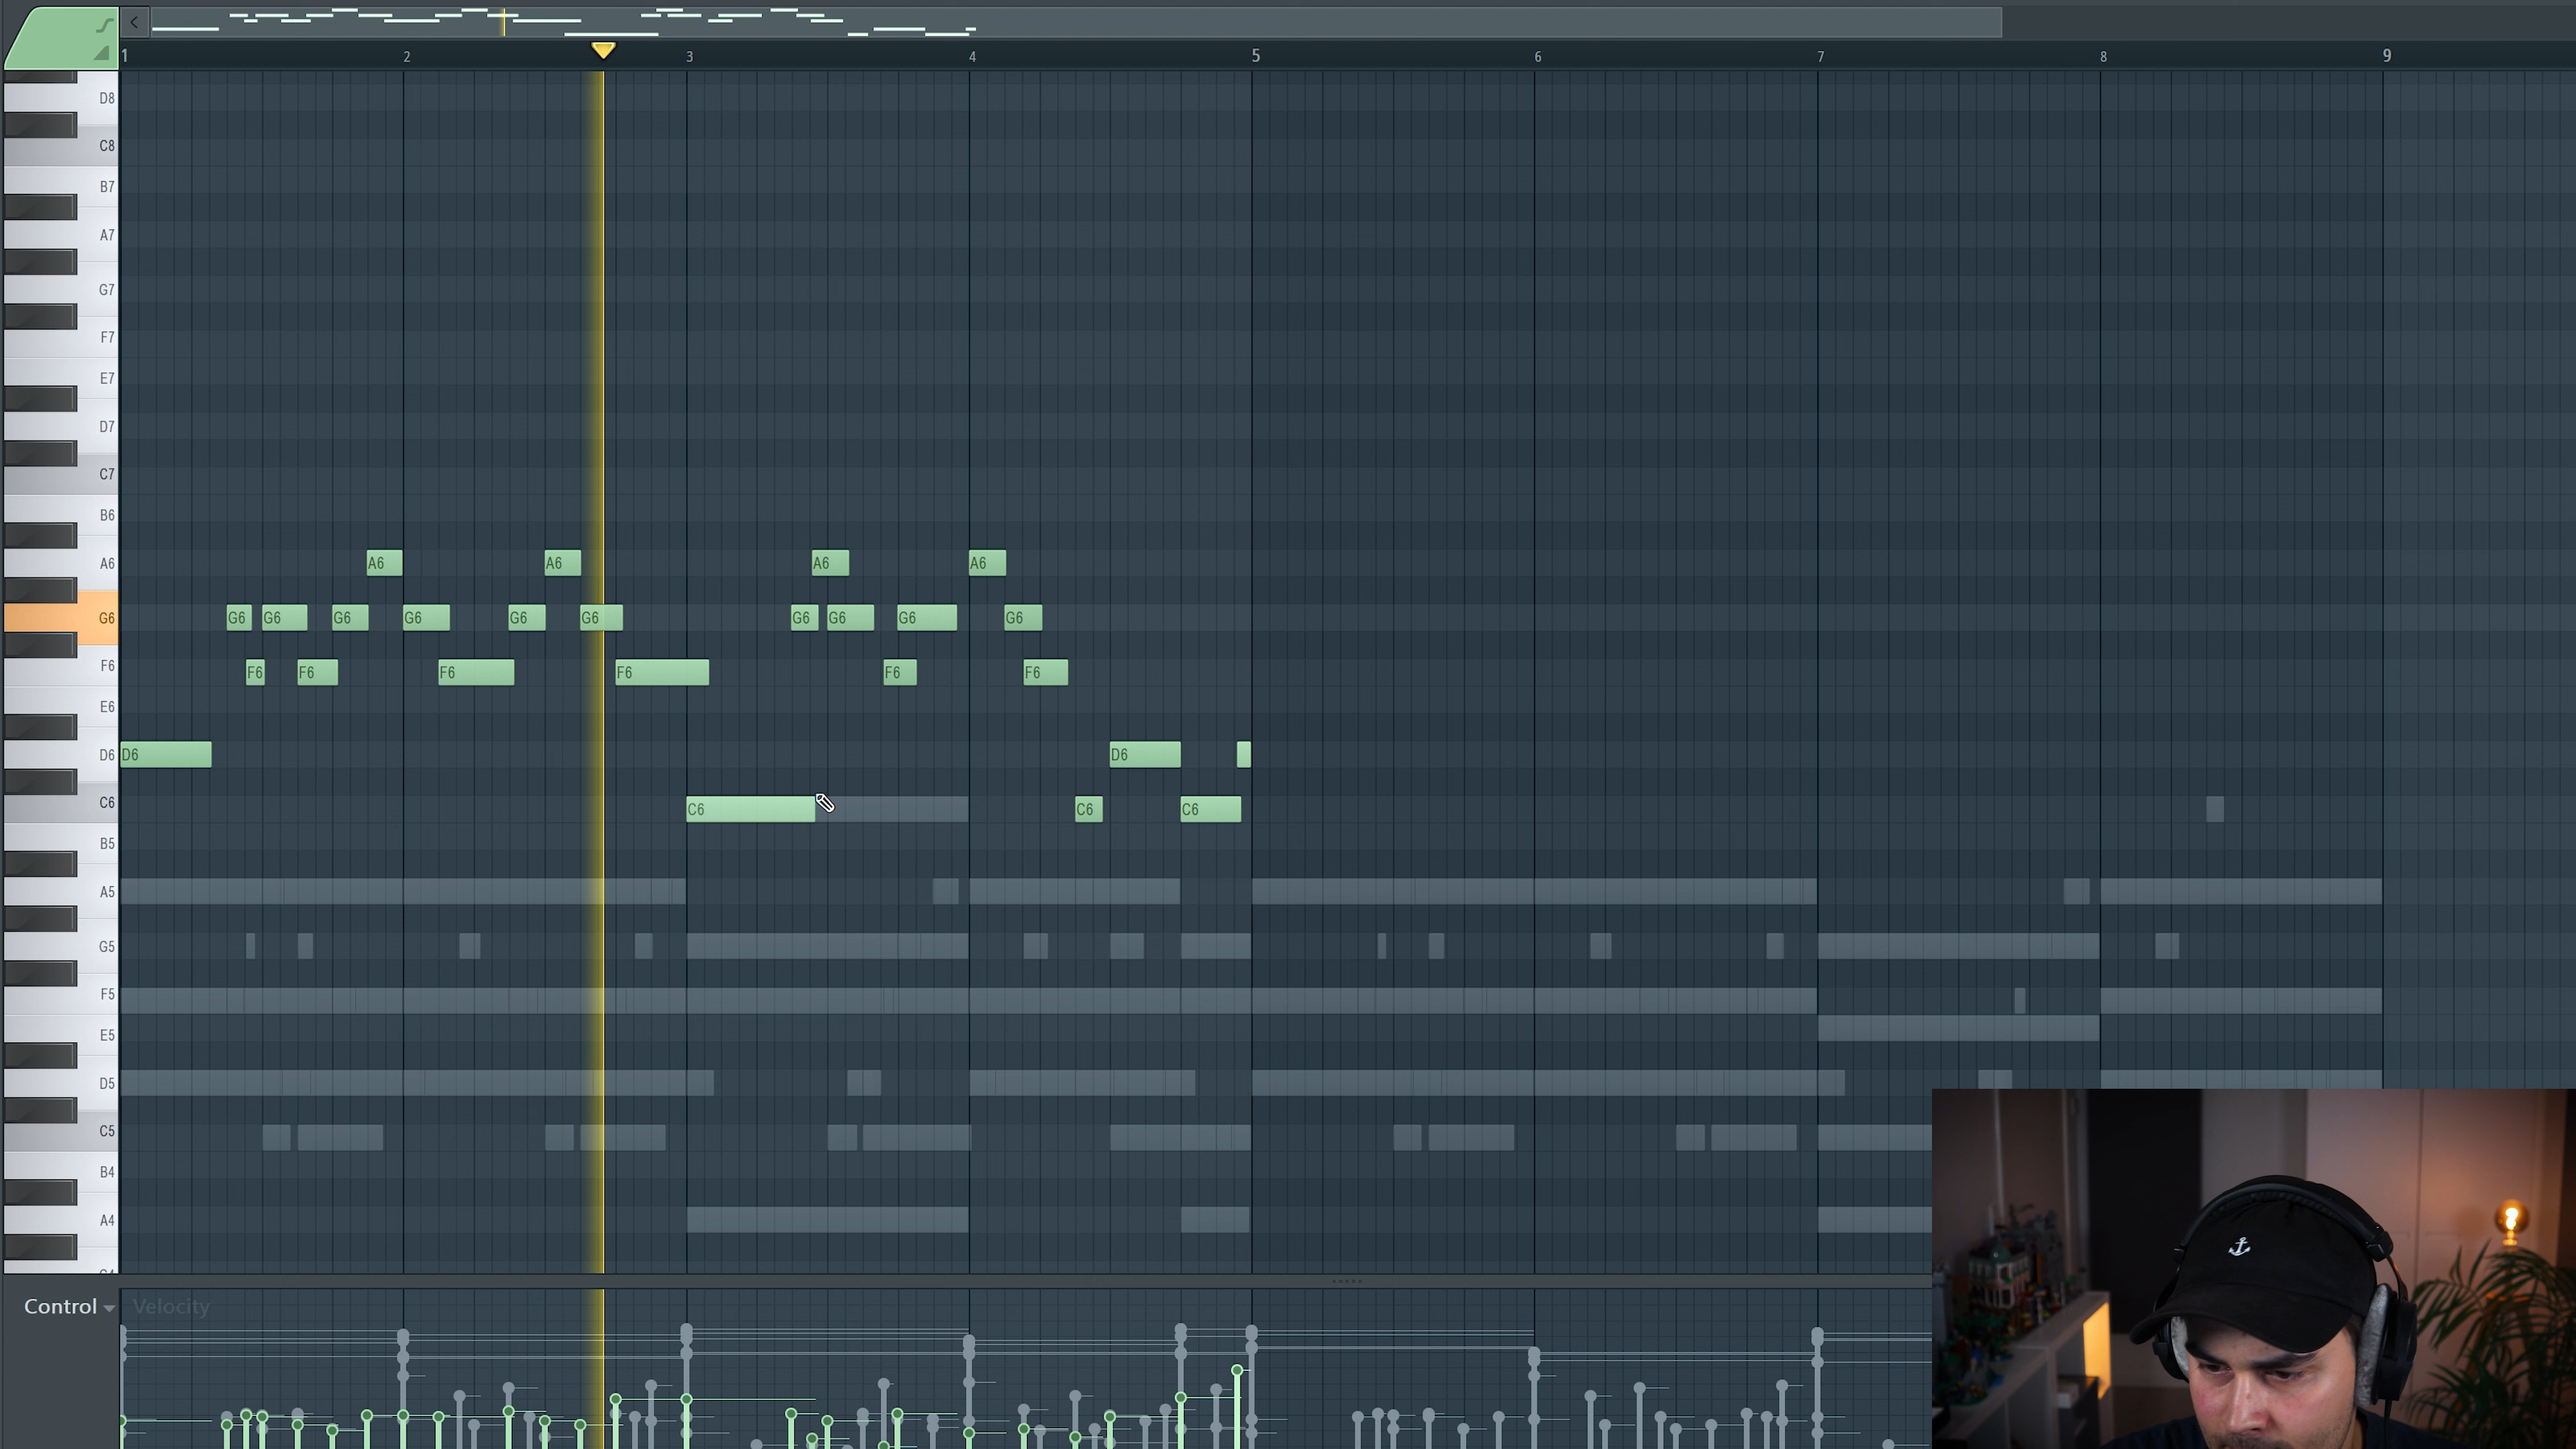 1 2 3 4 5 6 7 8 9
D8
C8
B7
A7
G7
F7
E7
D7
C7
B6
A6 A6 A6 A6 A6
G6 G6 G6 G6 G6 G6 G6 G6 G6 G6 G6
F6 F6 F6 F6 F6 F6 F6
E6
D6 D6 D6
C6 C6 C6 C6
B5
A5
G5
F5
E5
D5
C5
B4
A4
Control Velocity